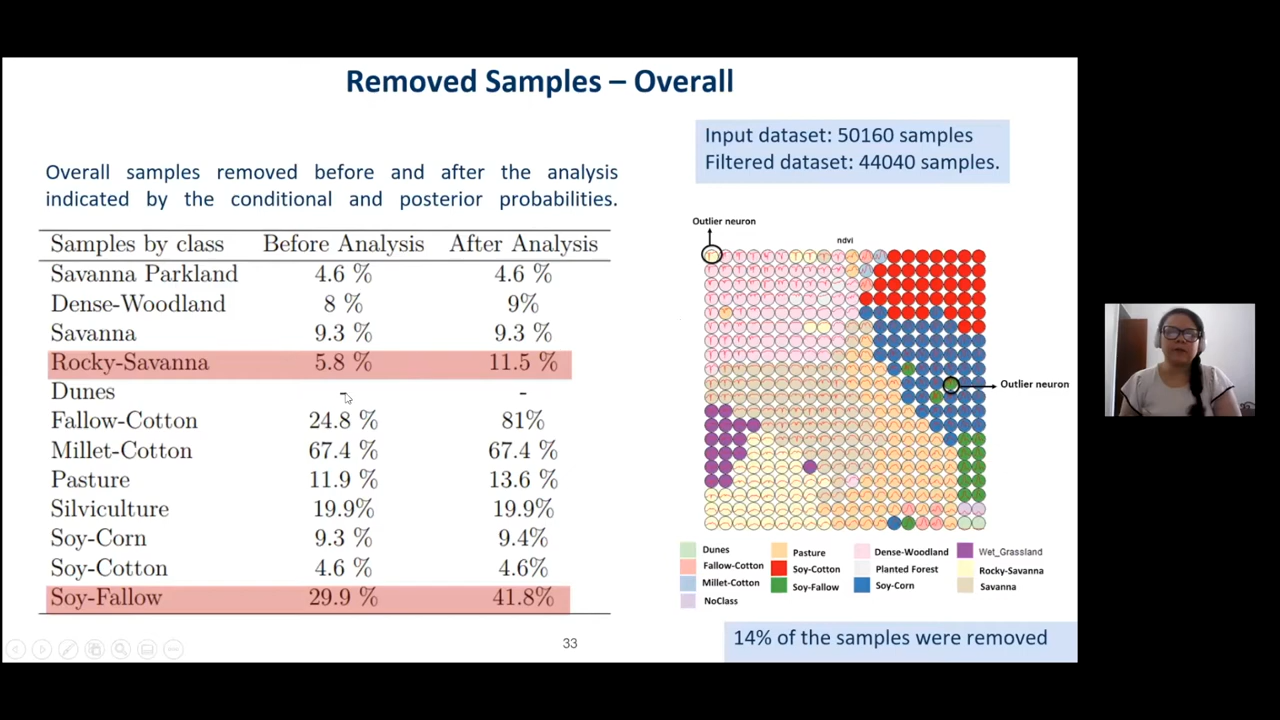 Removed Samples – Overall
Input dataset: 50160 samples
Filtered dataset: 44040 samples.
Overall samples removed before and after the analysis
indicated by the conditional and posterior probabilities.
Samples by class Before Analysis After Analysis
Savanna Parkland 4.6 % 4.6 %
Dense-Woodland 8 % 9%
Savanna 9.3 % 9.3 %
Rocky-Savanna 5.8 % 11.5 %
Dunes - -
Fallow-Cotton 24.8 % 81%
Millet-Cotton 67.4 % 67.4 %
Pasture 11.9 % 13.6 %
Silviculture 19.9% 19.9%
Soy-Corn 9.3 % 9.4%
Soy-Cotton 4.6 % 4.6%
Soy-Fallow 29.9 % 41.8%
Outlier neuron
ndvi
Outlier neuron
Dunes Pasture Dense-Woodland Wet_Grassland
Fallow-Cotton Soy-Cotton Planted Forest Rocky-Savanna
Millet-Cotton Soy-Fallow Soy-Corn Savanna
NoClass
33
14% of the samples were removed